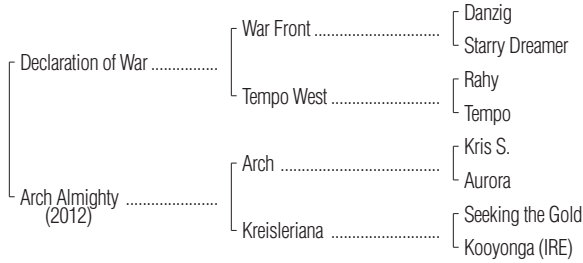 Danzig
War Front ................................
Starry Dreamer
Declaration of War .................
Rahy
Tempo West ............................
Tempo
Kris S.
Arch .........................................
Aurora
Arch Almighty .......................
(2012)
Seeking the Gold
Kreisleriana ............................
Kooyonga (IRE)